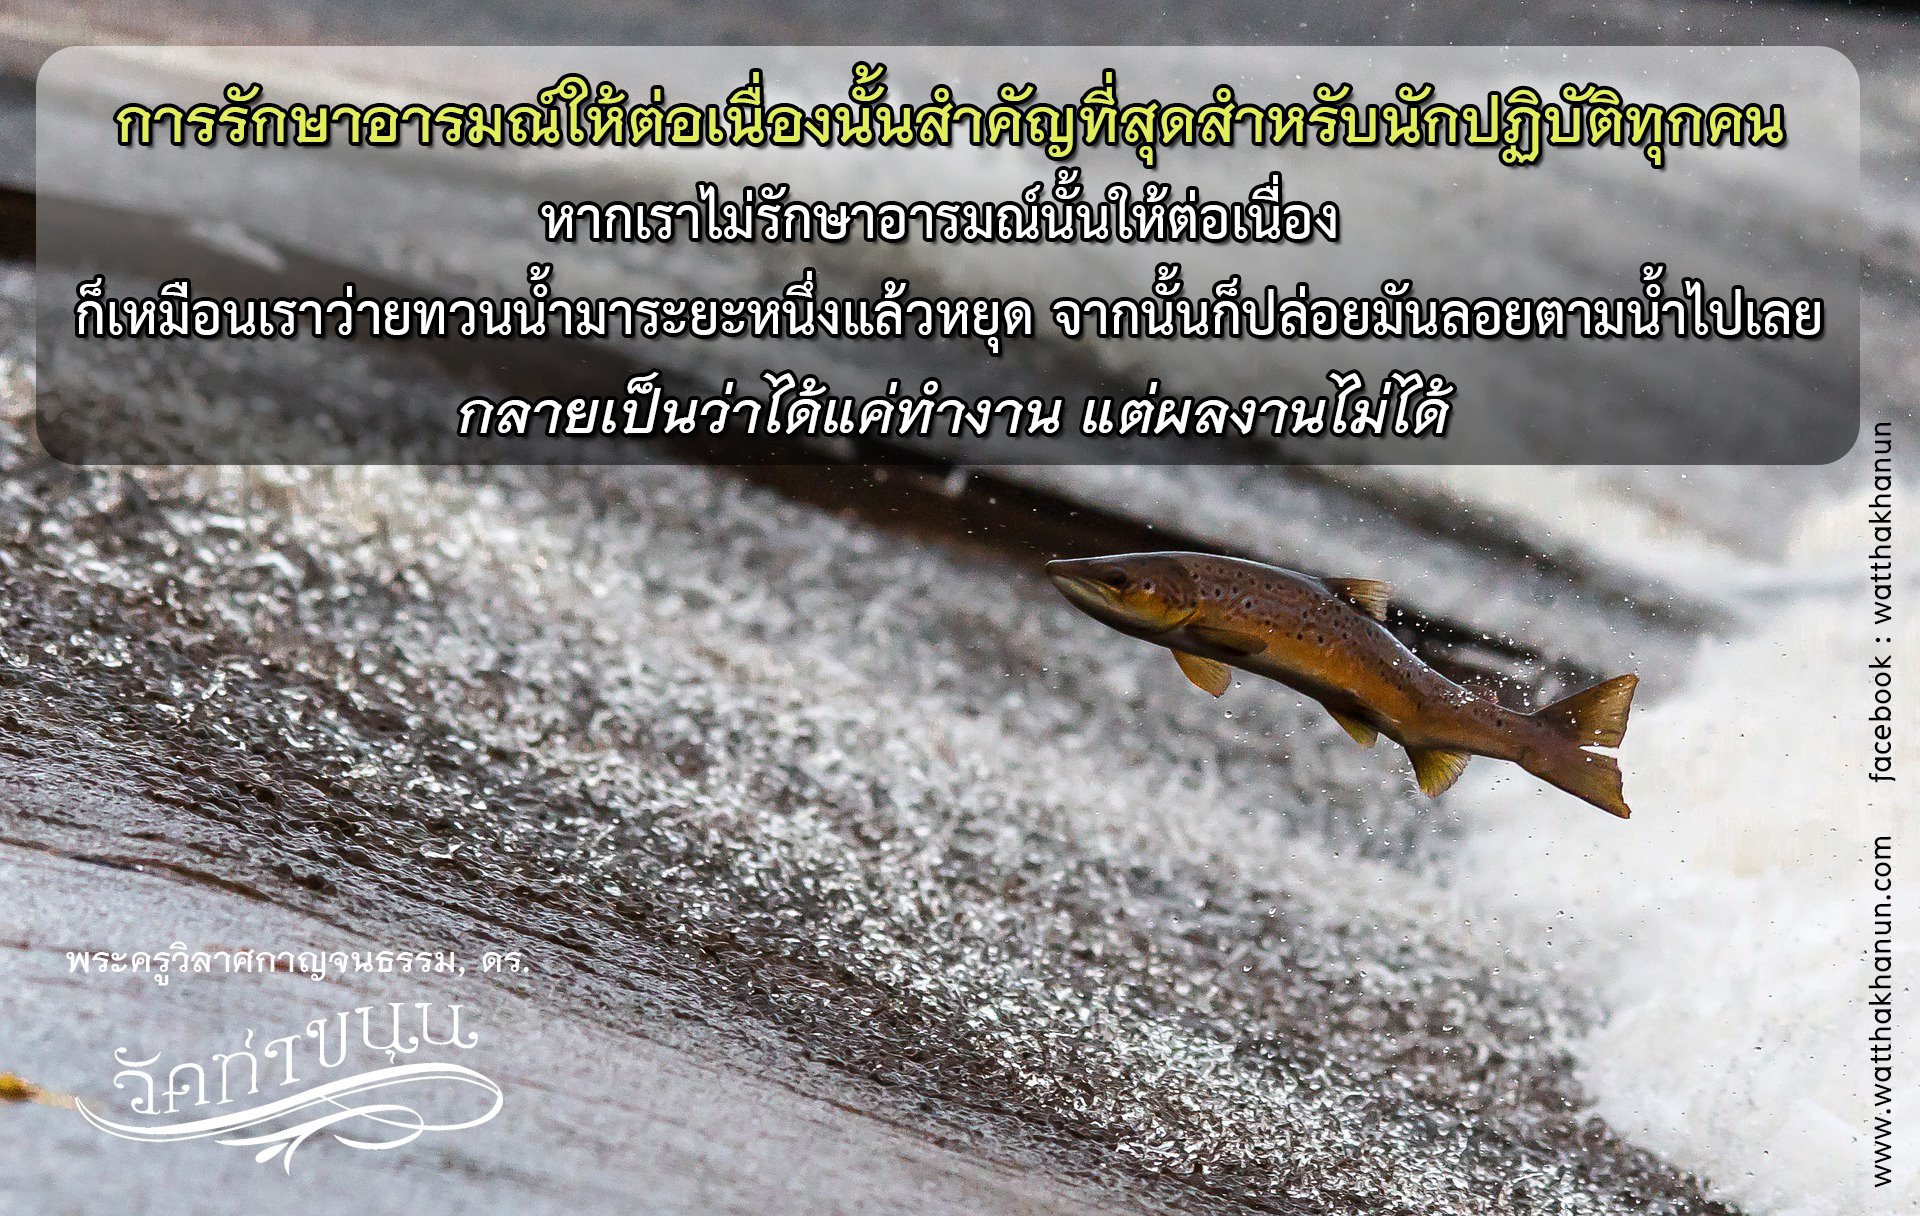 การรักษาอารมณ์ให้ต่อเนื่องนั้นสำคัญที่สุดสำหรับนักปฏิบัติทุกคน
หากเราไม่รักษาอารมณ์นั้นให้ต่อเนื่อง
ก็เหมือนเราว่ายทวนน้ำมาระยะหนึ่งแล้วหยุด จากนั้นก็ปล่อยมันลอยตามน้ำไปเลย
กลายเป็นว่าได้แค่ทำงาน แต่ผลงานไม่ได้
พระครูวิลาศกาญจนธรรม, ดร.
วัดท่าขนุน
www.watthakhanun.com facebook : watthakhanun